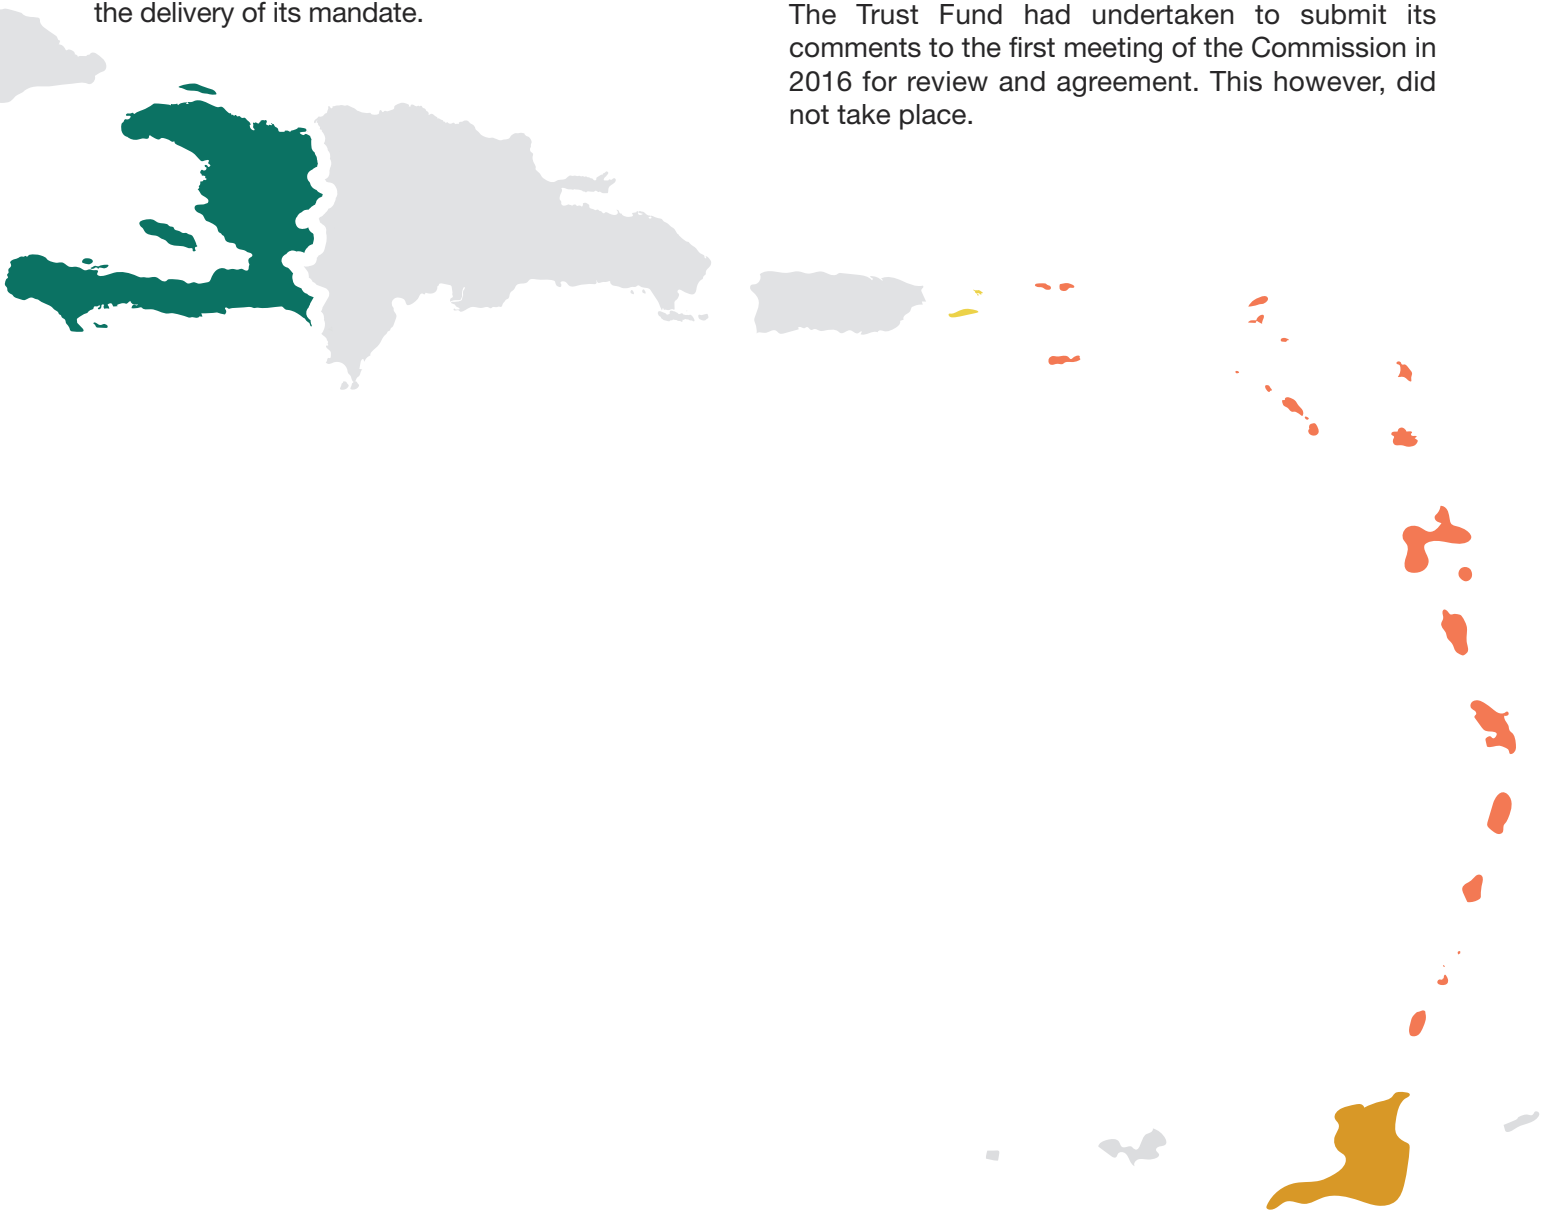 the delivery of its mandate.
The Trust Fund had undertaken to submit its
comments to the first meeting of the Commission in
2016 for review and agreement. This however, did
not take place.